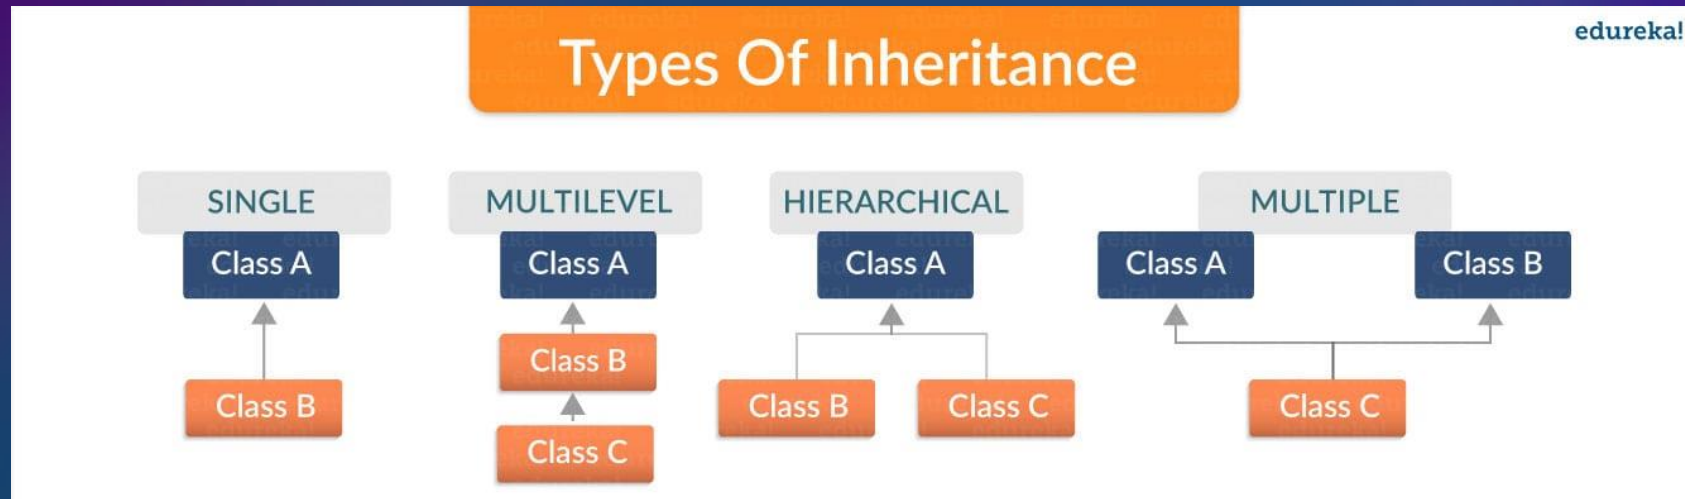 edureka!
Types Of Inheritance
SINGLE
Class A
Class B
MULTILEVEL
Class A
Class B
Class C
HIERARCHICAL
Class A
Class B
Class C
MULTIPLE
Class A
Class B
Class C